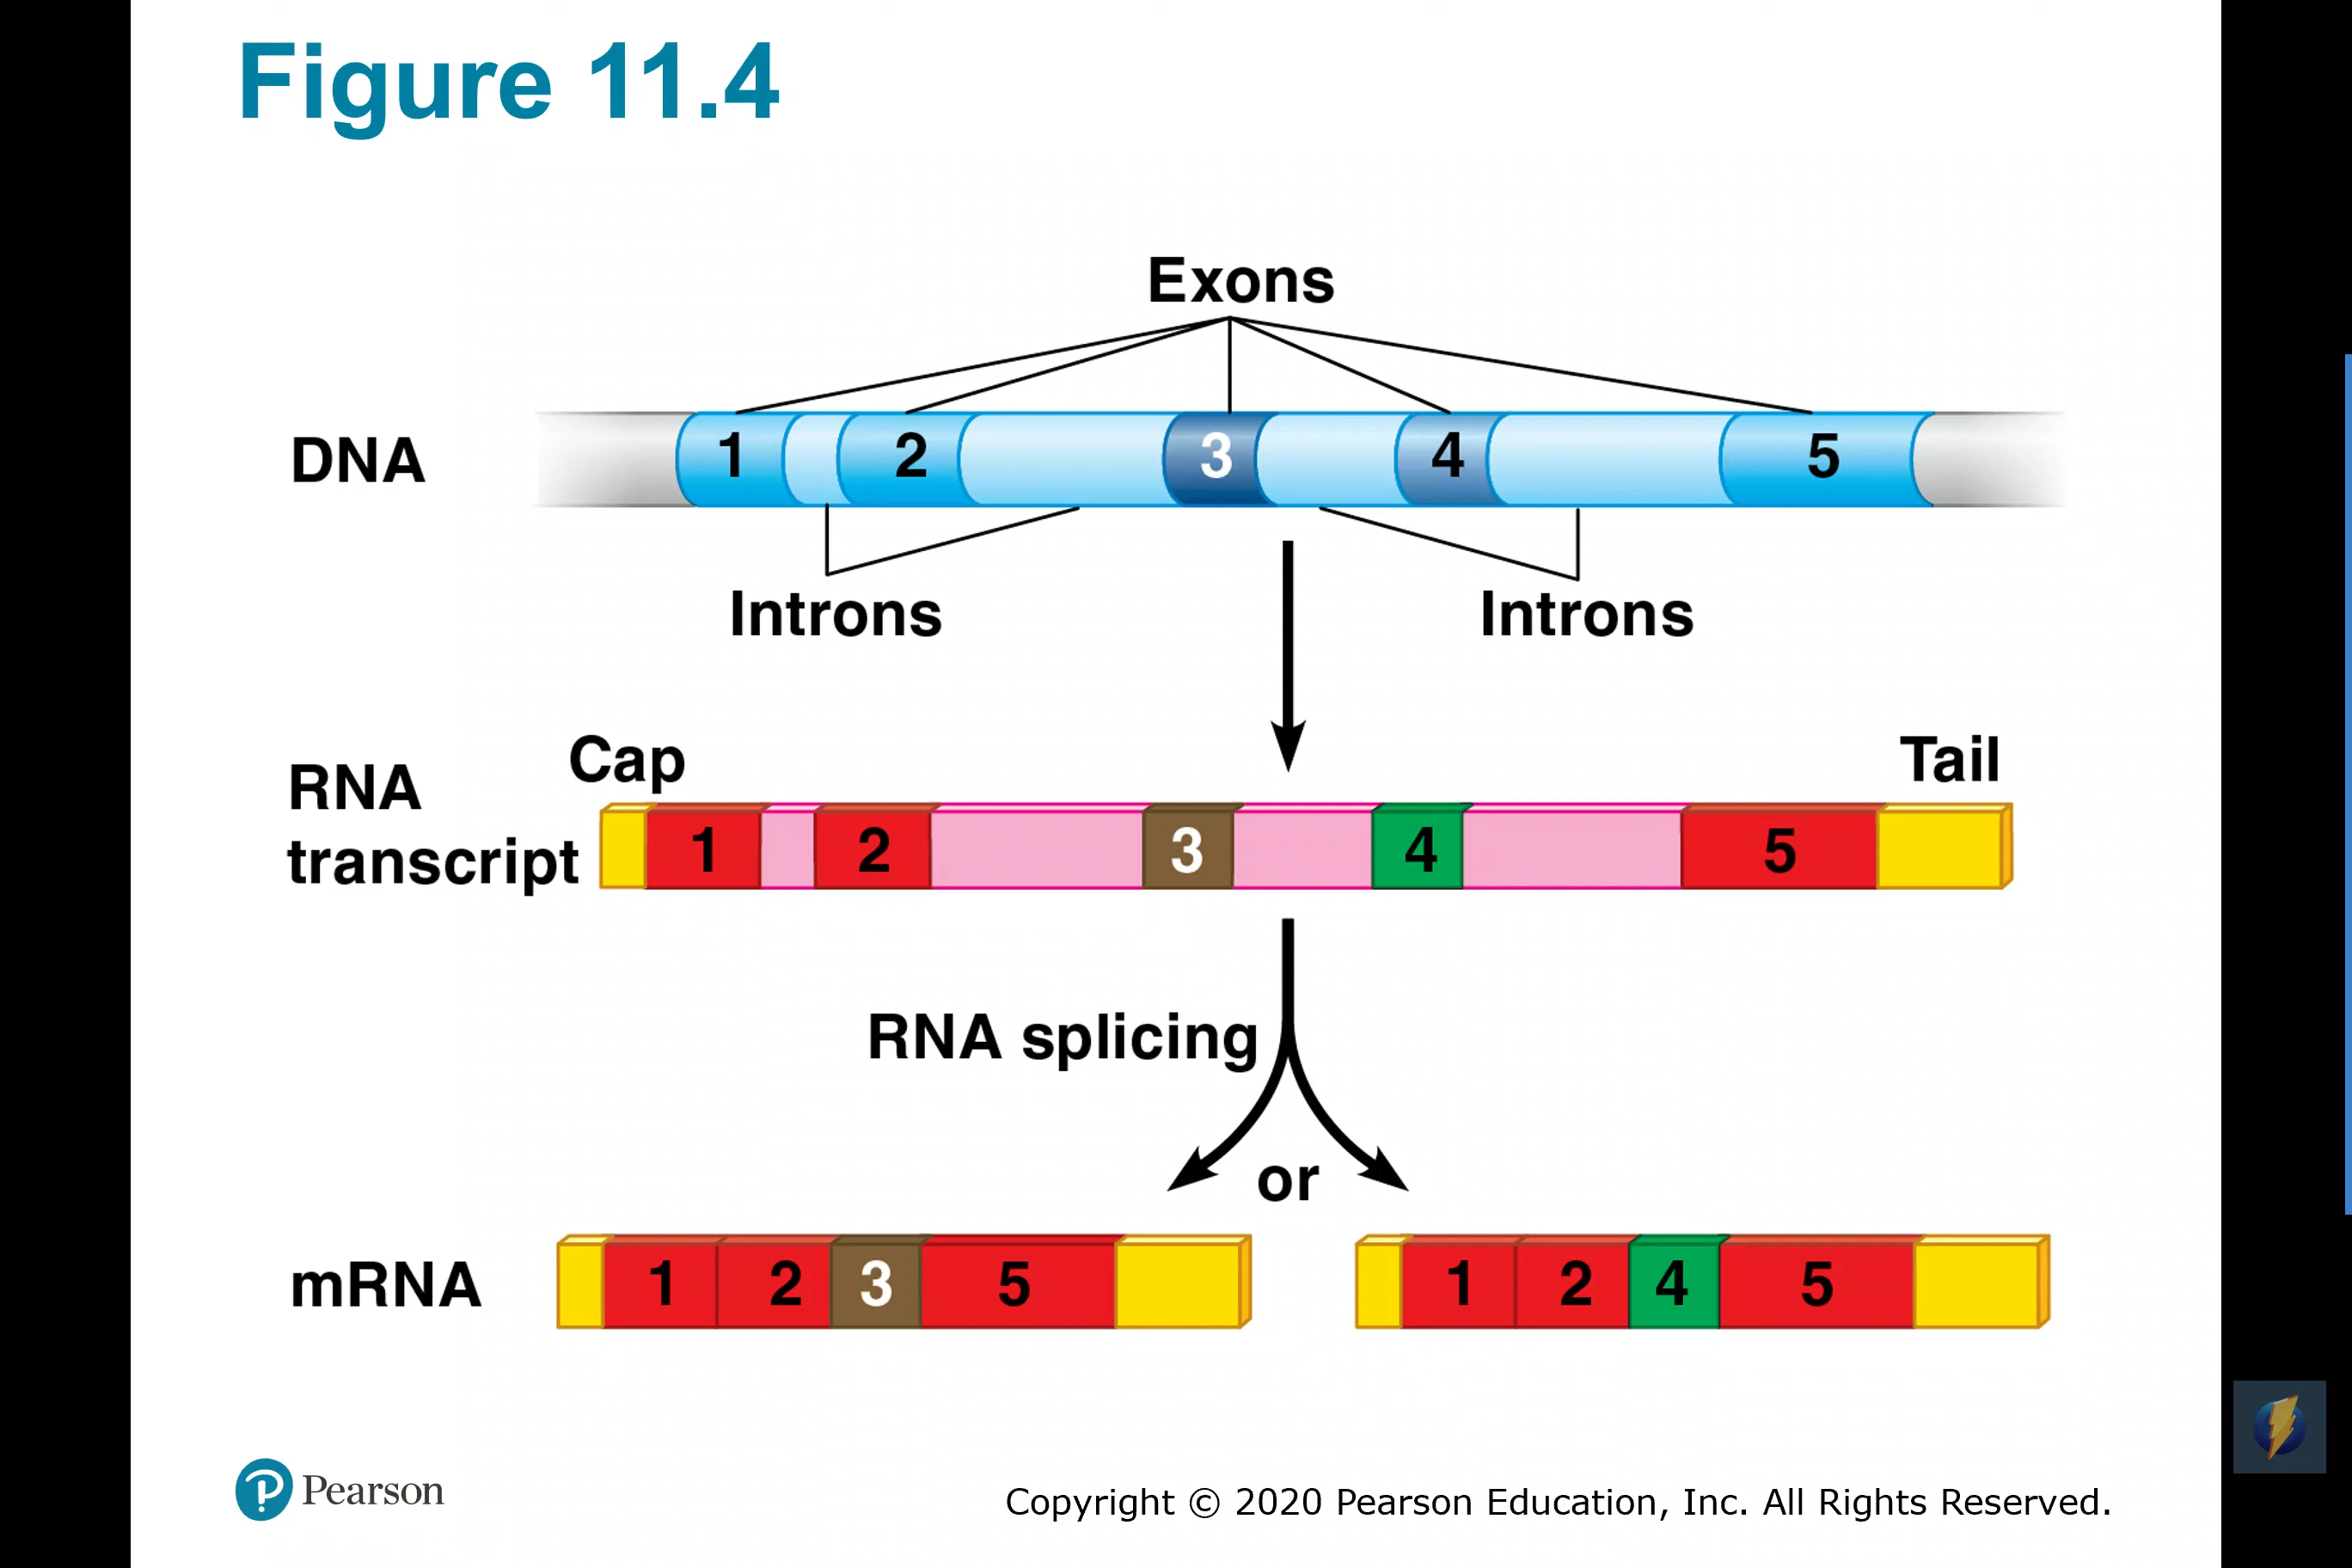 Figure 11.4
Exons
DNA
1 2 3 4 5
Introns Introns
Cap Tail
RNA
transcript
1 2 3 4 5
RNA splicing
or
mRNA
1 2 3 5 1 2 4 5
Pearson
Copyright © 2020 Pearson Education, Inc. All Rights Reserved.